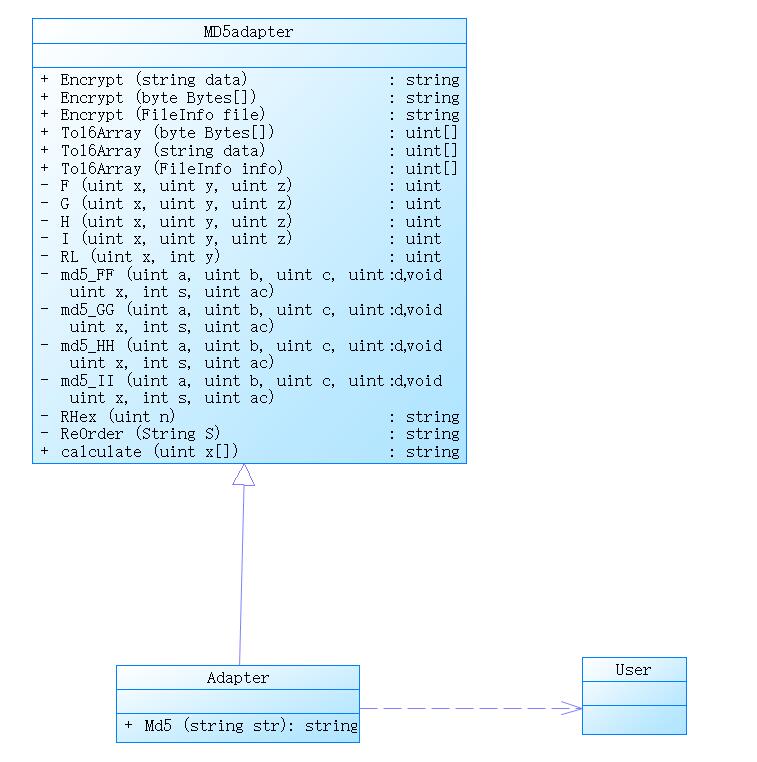 MD5adapter
+ Encrypt (string data) : string
+ Encrypt (byte Bytes[]) : string
+ Encrypt (FileInfo file) : string
+ To16Array (byte Bytes[]) : uint[]
+ To16Array (string data) : uint[]
+ To16Array (FileInfo info) : uint[]
- F (uint x, uint y, uint z) : uint
- G (uint x, uint y, uint z) : uint
- H (uint x, uint y, uint z) : uint
- I (uint x, uint y, uint z) : uint
- RL (uint x, int y) : uint
- md5_FF (uint a, uint b, uint c, uint d, : void
uint x, int s, uint ac)
- md5_GG (uint a, uint b, uint c, uint d, : void
uint x, int s, uint ac)
- md5_HH (uint a, uint b, uint c, uint d, : void
uint x, int s, uint ac)
- md5_II (uint a, uint b, uint c, uint d, : void
uint x, int s, uint ac)
- RHex (uint n) : string
- ReOrder (String S) : string
+ calculate (uint x[]) : string
Adapter
+ Md5 (string str): string
User